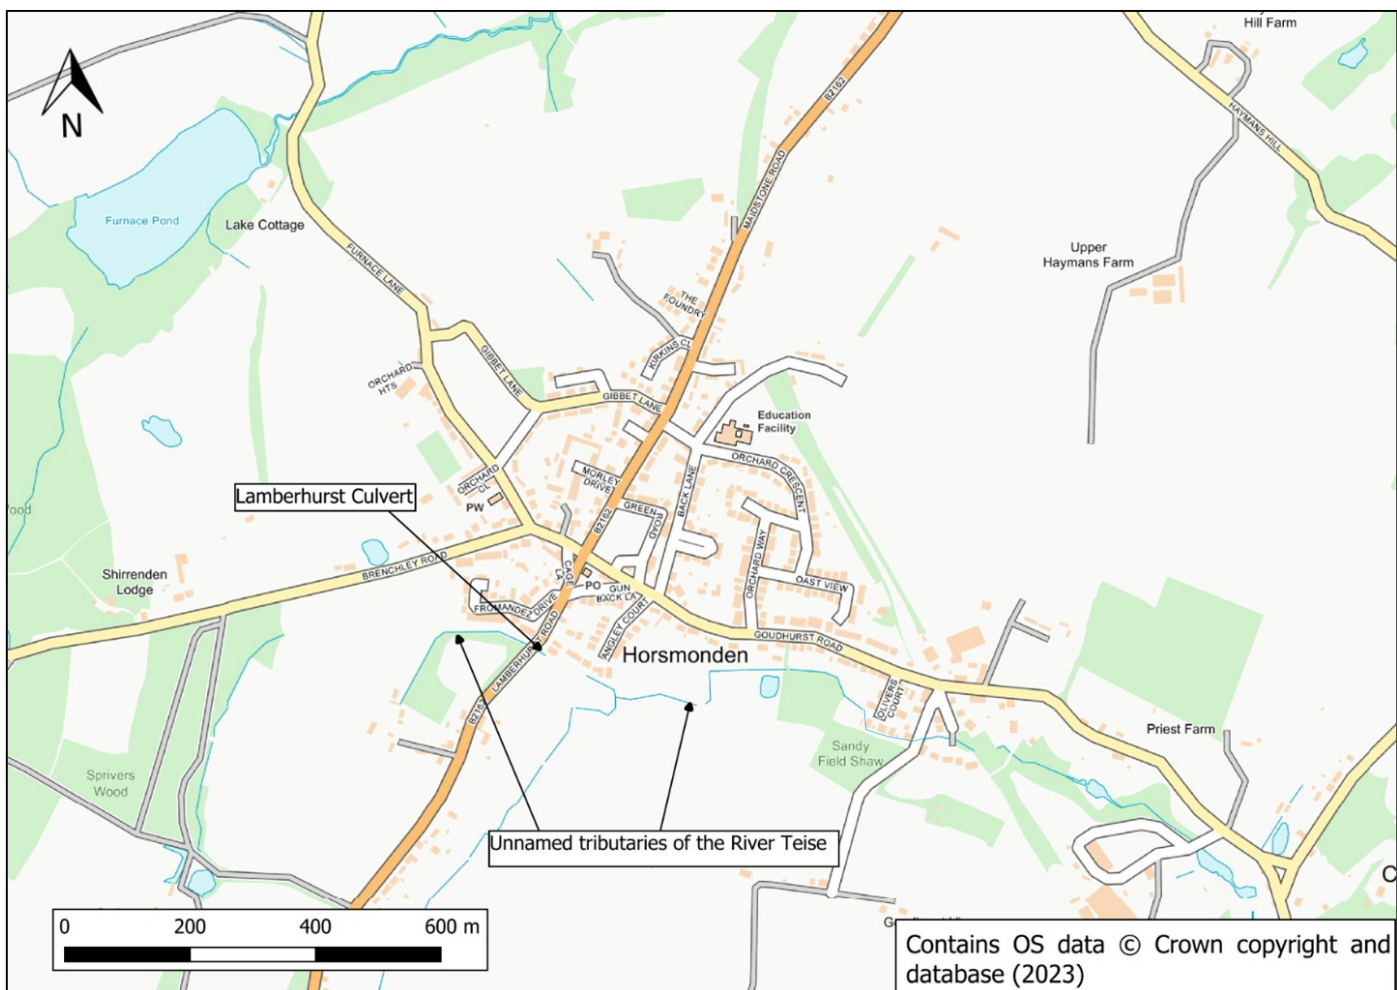 Hill Farm
B2162
HAYMANS HILL
N
MAIDSTONE ROAD
Furnace Pond
Lake Cottage
Upper
Haymans Farm
FURNACE LANE
THE
FOUNDRY
KIRKINS CL
GIBBET LANE
ORCHARD
HTS
GIBBET LANE
Education
Facility
ORCHARD CRESCENT
ORCHARD
CL
MORLEY
DRIVE
BACK LANE
Lamberhurst Culvert
PW
GREEN
ROAD
B2162
ORCHARD WAY
BRENCHLEY ROAD
Shirrenden
Lodge
CAGE
LA
PO
GUN
BACK LA
OAST VIEW
FROMANDEZ DRIVE
ANGLEY COURT
GOUDHURST ROAD
LAMBERHURST ROAD
Horsmonden
B2162
OLIVERS
COURT
Priest Farm
Sandy
Field Shaw
Sprivers
Wood
Unnamed tributaries of the River Teise
0 200 400 600 m
Contains OS data © Crown copyright and
database (2023)